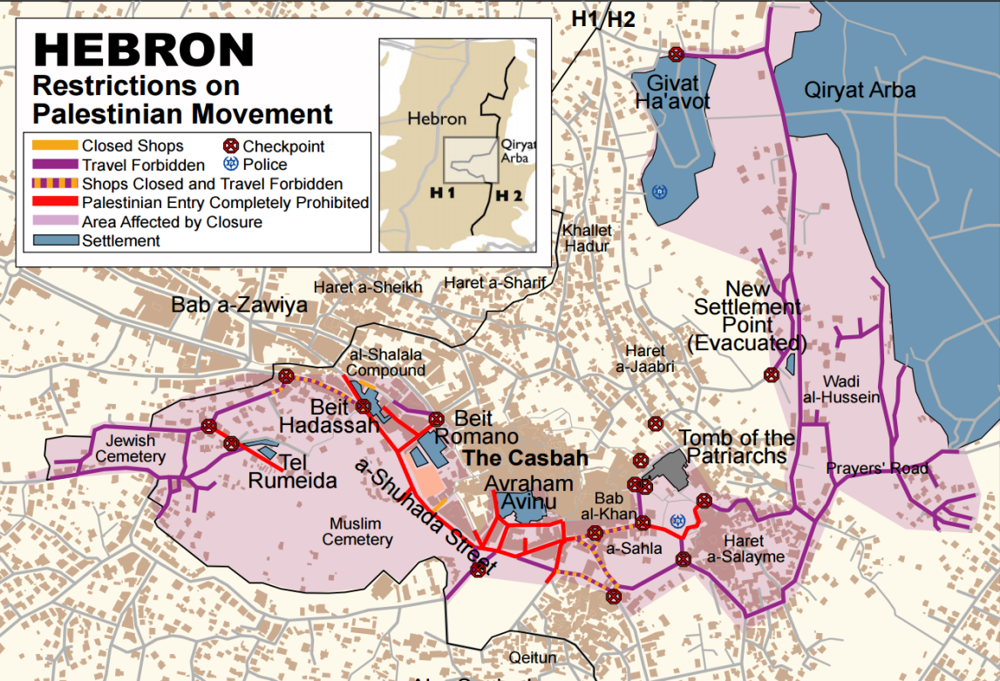 HEBRON
Restrictions on
Palestinian Movement
Closed Shops
Checkpoint
Travel Forbidden
Police
Shops Closed and Travel Forbidden
Palestinian Entry Completely Prohibited
Area Affected by Closure
Settlement
Hebron
Qiryat
Arba
H1
H2
H1 H2
Givat
Ha'avot
Qiryat Arba
Khallet
Hadur
Haret a-Sheikh
Haret a-Sharif
Bab a-Zawiya
New
Settlement
Point
(Evacuated)
al-Shalala
Compound
Haret
a-Jaabri
Wadi
al-Hussein
Beit
Hadassah
Beit
Romano
Jewish
Cemetery
Tel
Rumeida
The Casbah
Tomb of the
Patriarchs
Prayers' Road
a-Shuhada Street
Avraham
Avinu
Bab
al-Khan
Muslim
Cemetery
a-Sahla
Haret
a-Salayme
Qeitun